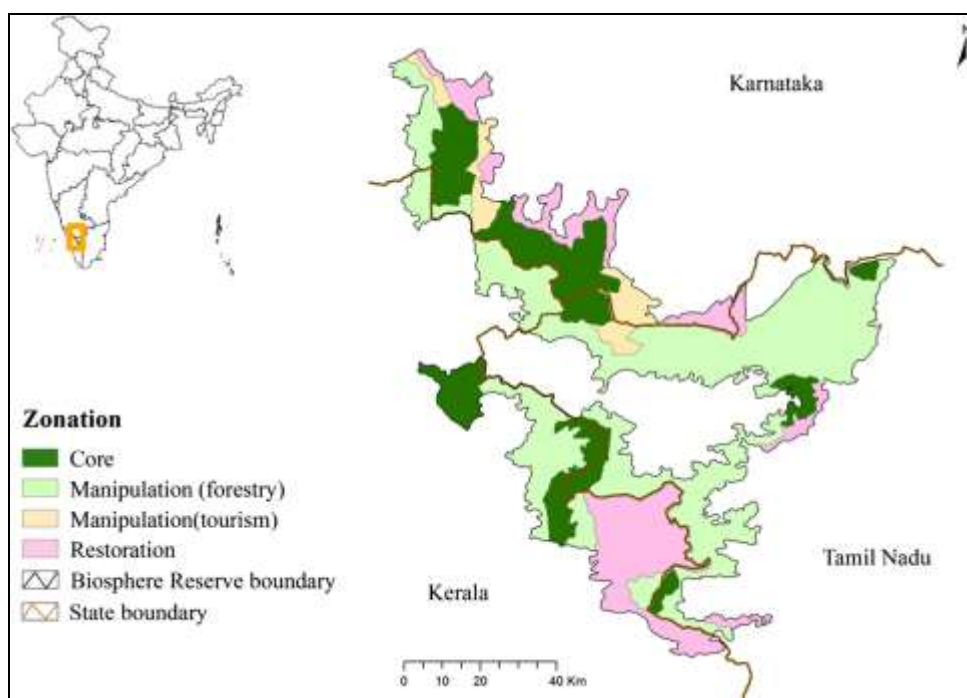 N
Karnataka
Zonation
Core
Manipulation (forestry)
Manipulation(tourism)
Restoration
Biosphere Reserve boundary
State boundary
Kerala
Tamil Nadu
0 10 20 40 Km